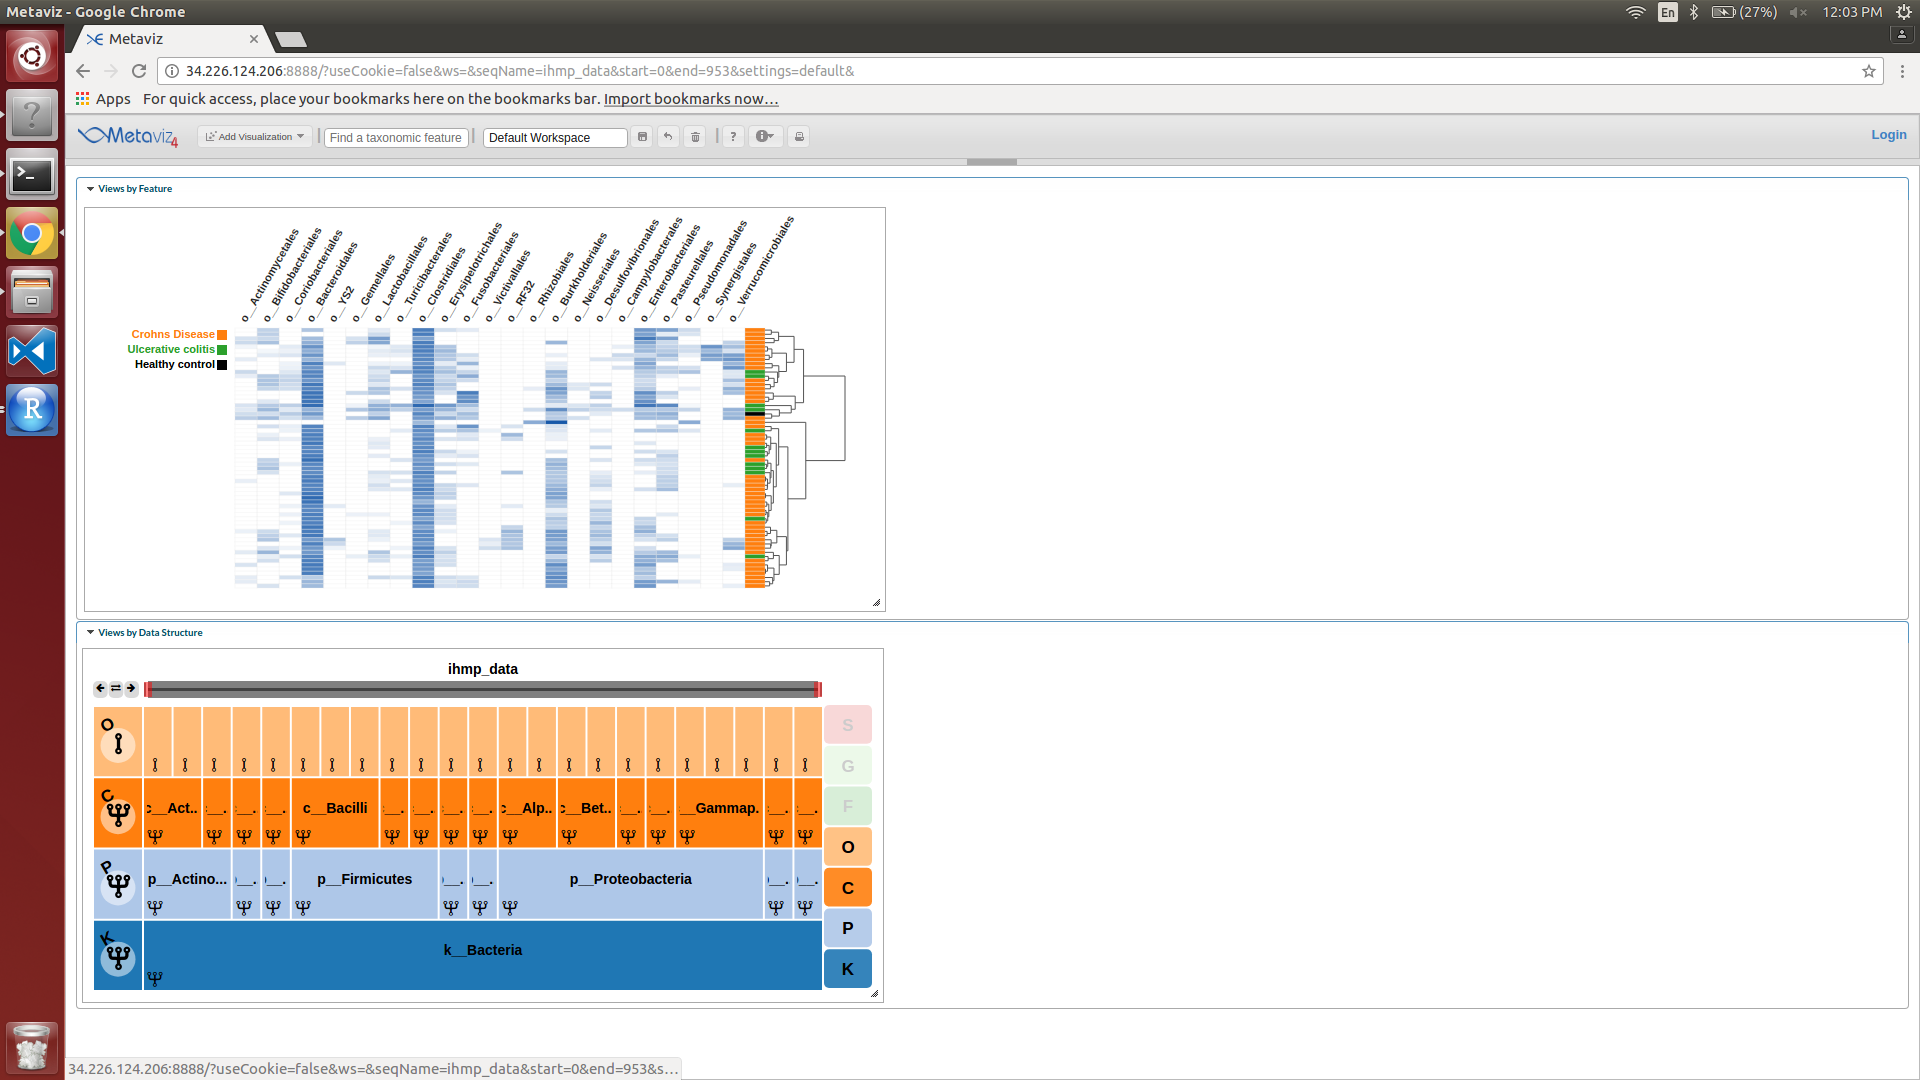 Metaviz - Google Chrome
En
(27%)
12:03 PM
Metaviz
34.226.124.206:8888/?useCookie=false&ws=&seqName=ihmp_data&start=0&end=953&settings=default&
Apps For quick access, place your bookmarks here on the bookmarks bar. Import bookmarks now…
Metaviz 4
Add Visualization
Find a taxonomic feature
Default Workspace
?
Login
Views by Feature
o__Actinomycetales
o__Bifidobacteriales
o__Coriobacteriales
o__Bacteroidales
o__YS2
o__Gemellales
o__Lactobacillales
o__Turicibacterales
o__Clostridiales
o__Erysipelotrichales
o__Fusobacteriales
o__Victivallales
o__RF32
o__Rhizobiales
o__Burkholderiales
o__Neisseriales
o__Desulfovibrionales
o__Campylobacterales
o__Enterobacteriales
o__Pasteurellales
o__Pseudomonadales
o__Synergistales
o__Verrucomicrobiales
Crohns Disease
Ulcerative colitis
Healthy control
Views by Data Structure
ihmp_data
O
S
G
F
C
c__Act..
c__Bacilli
c__Alp..
c__Bet..
__Gammap.
O
C
P
p__Actino...
p__Firmicutes
p__Proteobacteria
P
K
k__Bacteria
K
R
34.226.124.206:8888/?useCookie=false&ws=&seqName=ihmp_data&start=0&end=953&s…